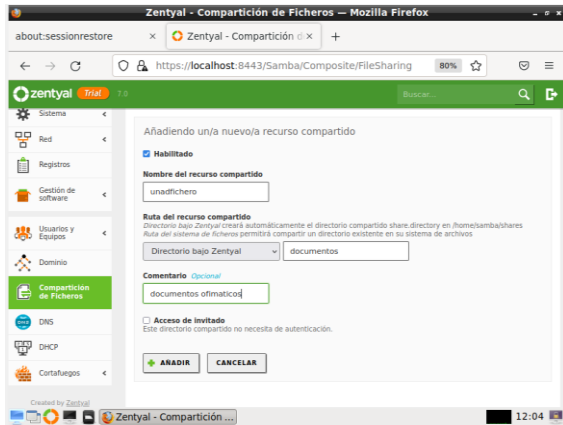 Zentyal - Compartición de Ficheros — Mozilla Firefox
about:sessionrestore
Zentyal - Compartición d
https://localhost:8443/Samba/Composite/FileSharing
80%
zentyal Trial 7.0
Buscar...
Sistema
Red
Registros
Gestión de
software
Usuarios y
Equipos
Dominio
Compartición
de Ficheros
DNS
DHCP
Cortafuegos
Created by Zentyal
Añadiendo un/a nuevo/a recurso compartido
Habilitado
Nombre del recurso compartido
unadfichero
Ruta del recurso compartido
Directorio bajo Zentyal creará automáticamente el directorio compartido share.directory en /home/samba/shares
Ruta del sistema de ficheros permitirá compartir un directorio existente en su sistema de archivos
Directorio bajo Zentyal
documentos
Comentario Opcional
documentos ofimaticos
Acceso de invitado
Este directorio compartido no necesita de autenticación.
AÑADIR
CANCELAR
Zentyal - Compartición ...
12:04